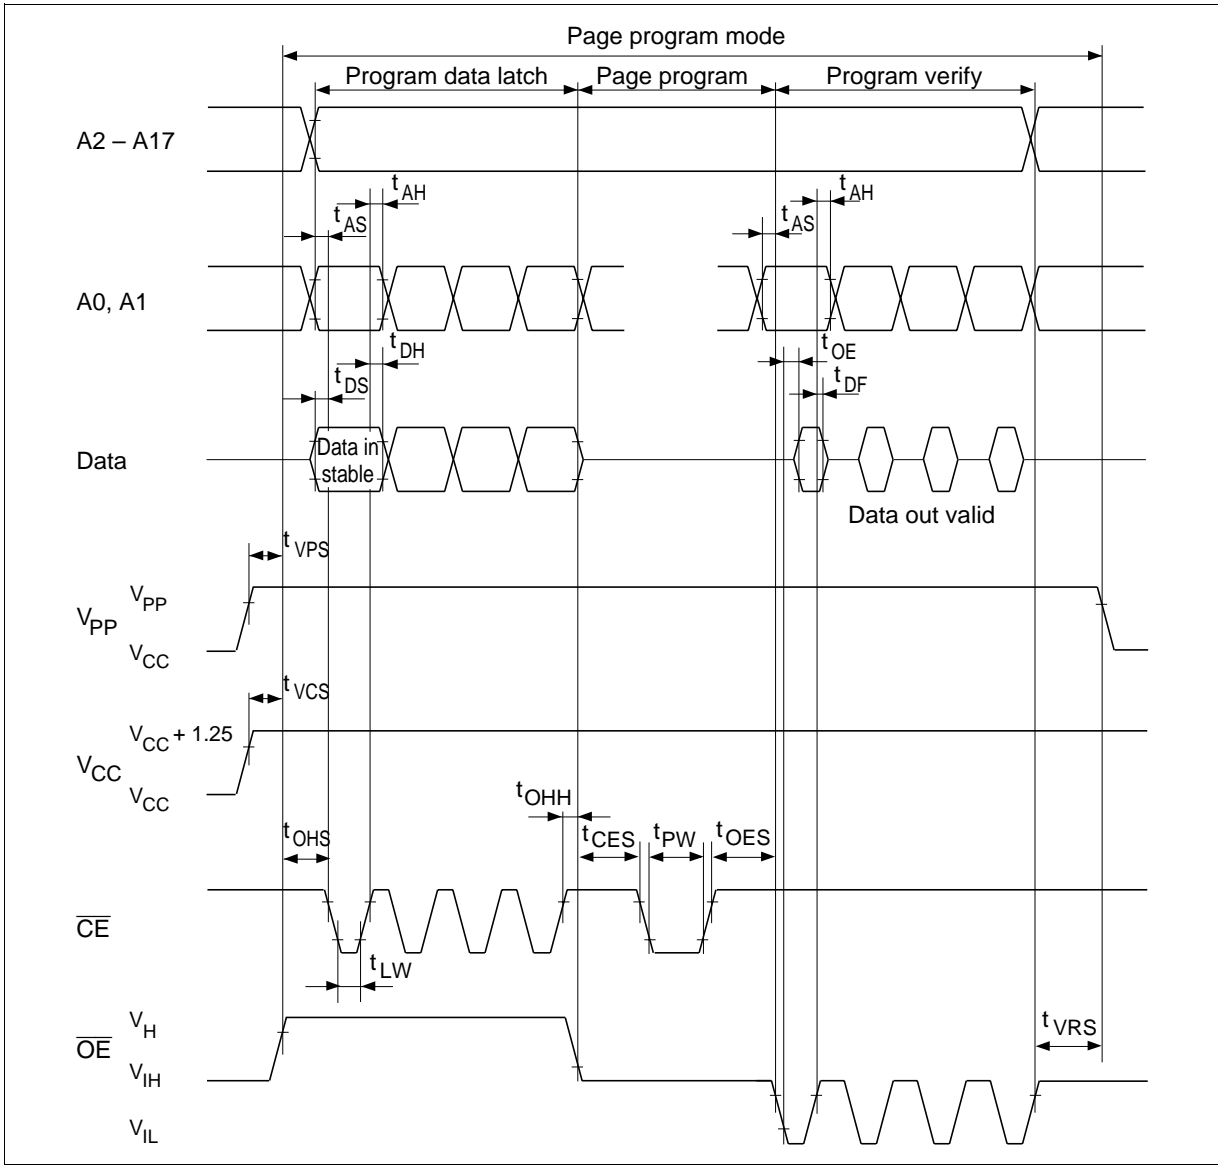 Page program mode
Program data latch Page program Program verify
A2 – A17
tAH tAH
tAS tAS
A0, A1
tDH tOE
tDS tDF
Data Data in stable
Data out valid
tVPS
VPP VPP
VCC
tVCS
VCC VCC + 1.25
VCC
tOHH
tOHS tCES tPW tOES
CE
tLW
OE VH
tVRS
VIH
VIL